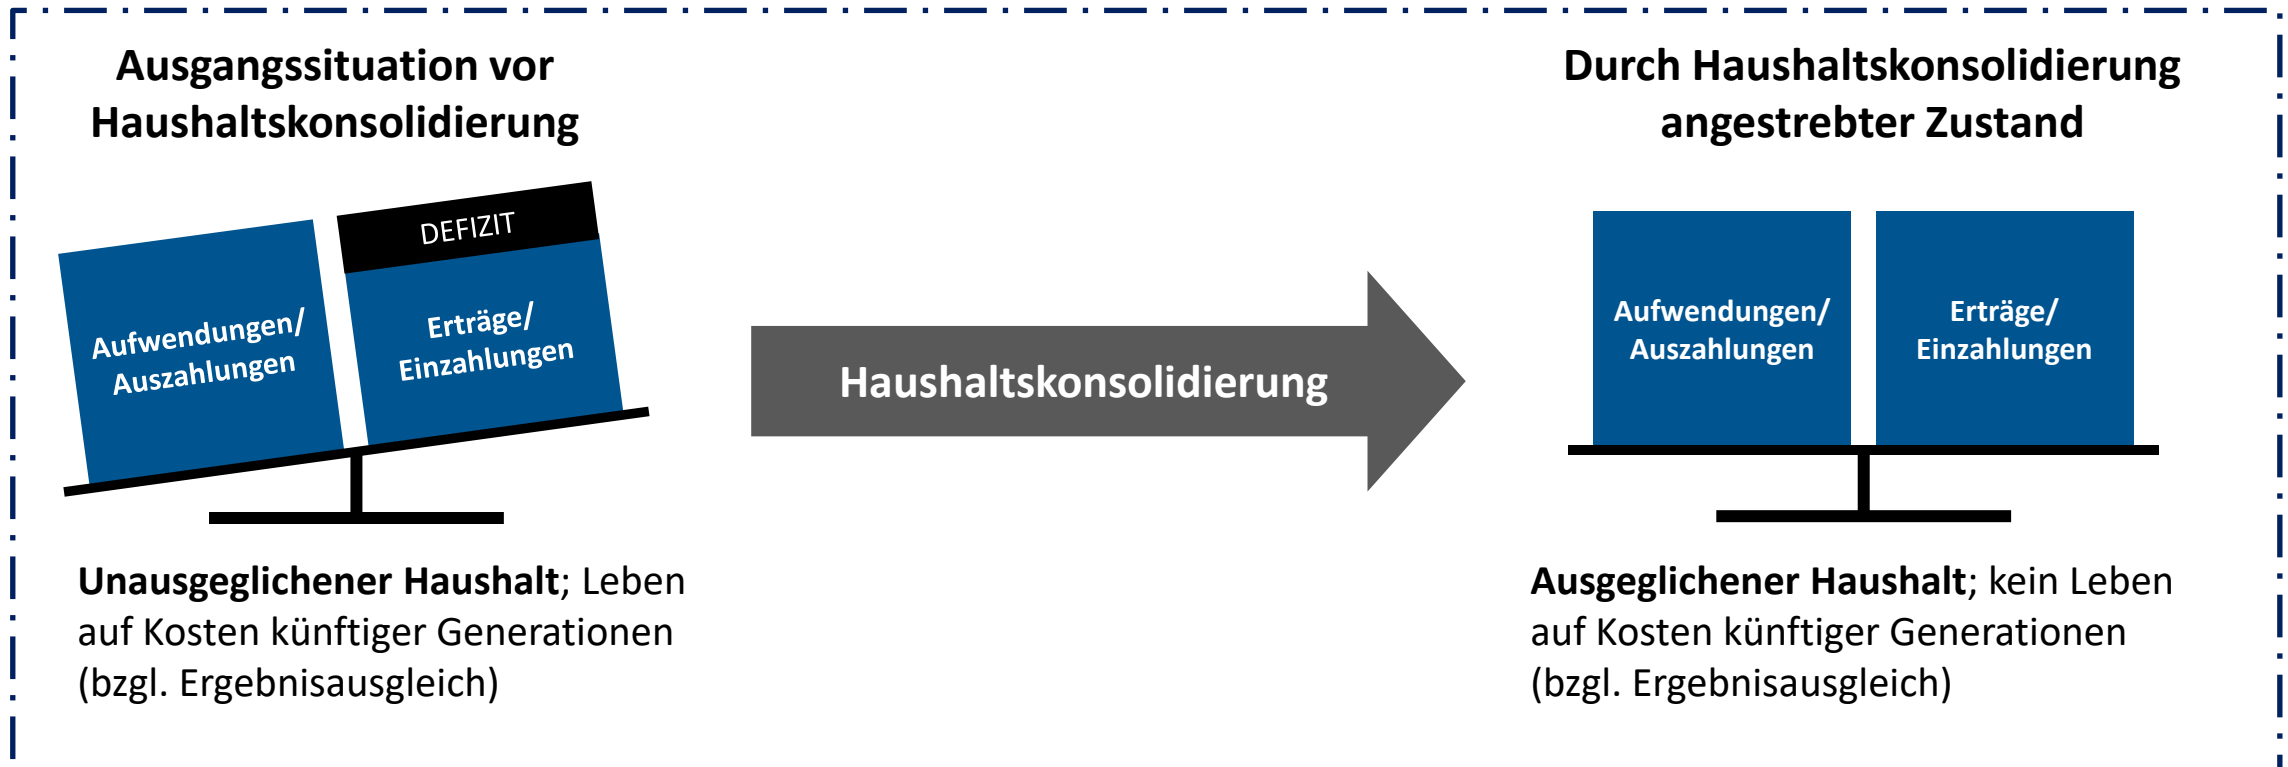 Ausgangssituation vor
Haushaltskonsolidierung
DEFIZIT
Aufwendungen/
Auszahlungen
Erträge/
Einzahlungen
Unausgeglichener Haushalt; Leben
auf Kosten künftiger Generationen
(bzgl. Ergebnisausgleich)
Haushaltskonsolidierung
Durch Haushaltskonsolidierung
angestrebter Zustand
Aufwendungen/
Auszahlungen
Erträge/
Einzahlungen
Ausgeglichener Haushalt; kein Leben
auf Kosten künftiger Generationen
(bzgl. Ergebnisausgleich)